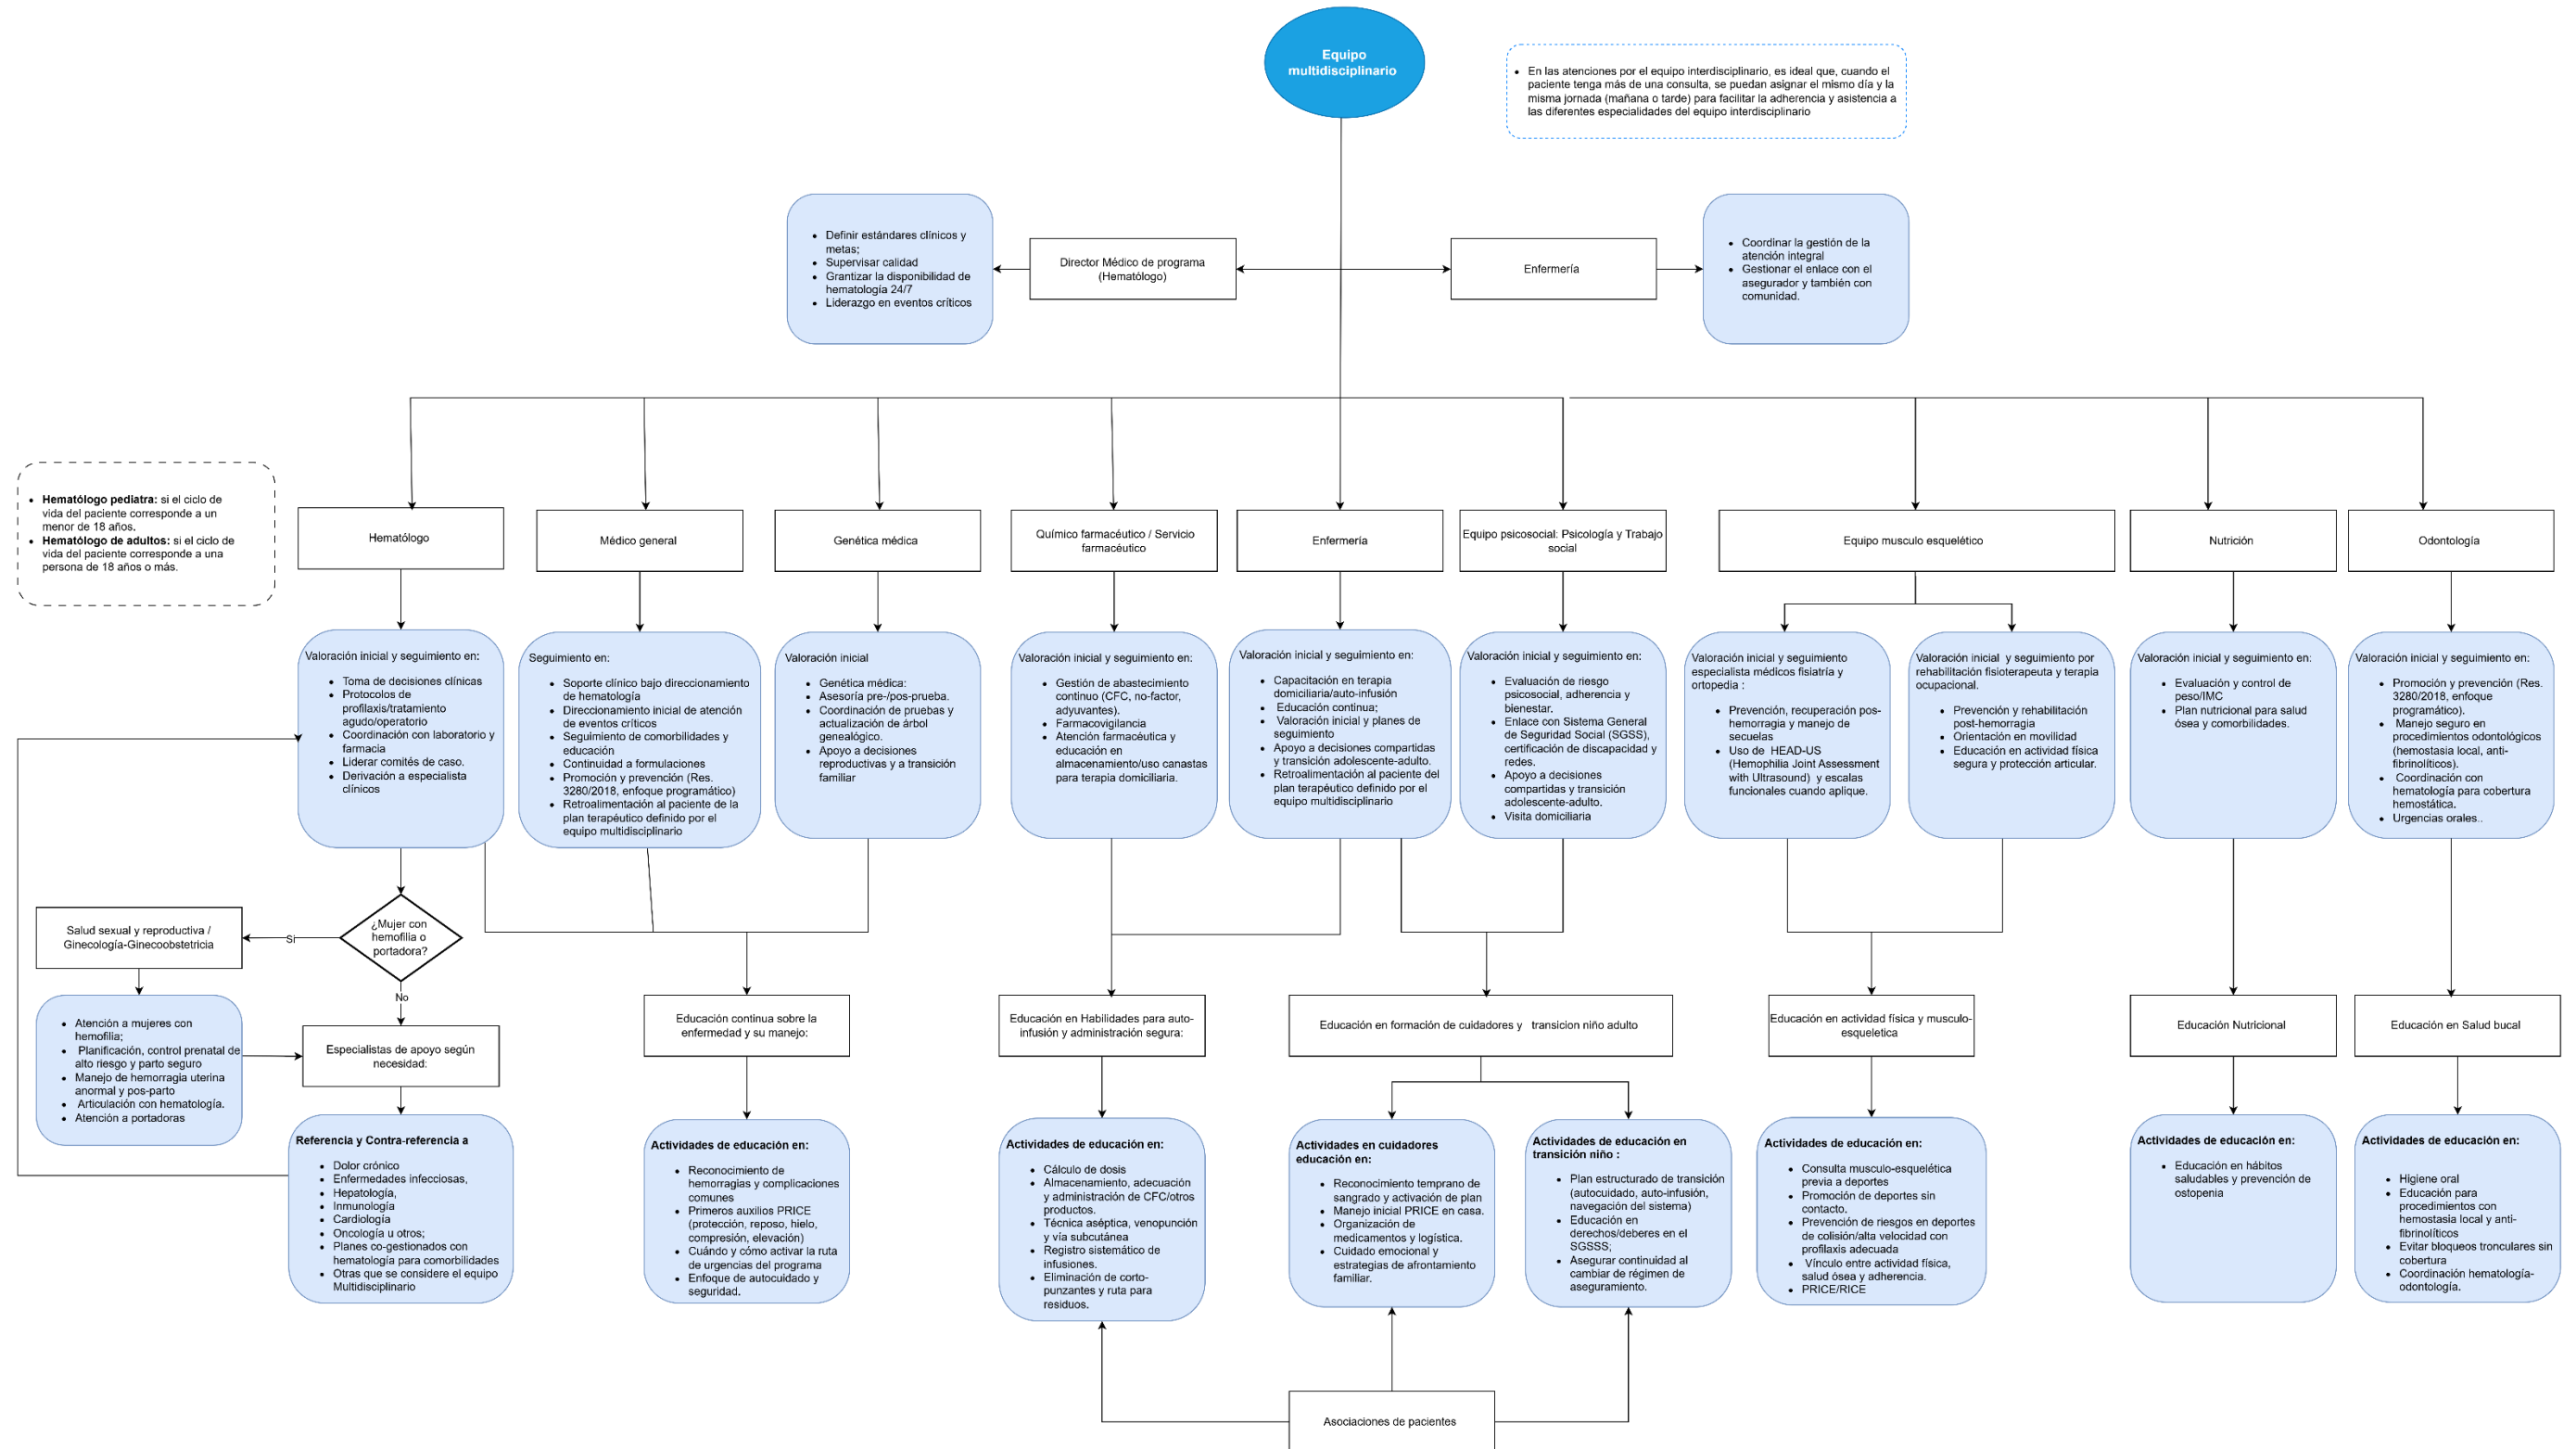 Equipo
multidisciplinario
• En las atenciones por el equipo interdisciplinario, es ideal que, cuando el
paciente tenga más de una consulta, se puedan asignar el mismo día y la
misma jornada (mañana o tarde) para facilitar la adherencia y asistencia a
las diferentes especialidades del equipo interdisciplinario
• Definir estándares clínicos y
metas;
• Supervisar calidad
• Grantizar la disponibilidad de
hematología 24/7
• Liderazgo en eventos críticos
Director Médico de programa
(Hematólogo)
Enfermería
• Coordinar la gestión de la
atención integral
• Gestionar el enlace con el
asegurador y también con
comunidad.
• Hematólogo pediatra: si el ciclo de
vida del paciente corresponde a un
menor de 18 años.
• Hematólogo de adultos: si el ciclo de
vida del paciente corresponde a una
persona de 18 años o más.
Hematólogo
Médico general
Genética médica
Químico farmacéutico / Servicio
farmacéutico
Enfermería
Equipo psicosocial: Psicología y Trabajo
social
Equipo musculo esquelético
Nutrición
Odontología
Valoración inicial y seguimiento en:
• Toma de decisiones clínicas
• Protocolos de
profilaxis/tratamiento
agudo/operatorio
• Coordinación con laboratorio y
farmacia
• Liderar comités de caso.
• Derivación a especialista
clínicos
Seguimiento en:
• Soporte clínico bajo direccionamiento
de hematología
• Direccionamiento inicial de atención
de eventos críticos
• Seguimiento de comorbilidades y
educación
• Continuidad a formulaciones
• Promoción y prevención (Res.
3280/2018, enfoque programático)
• Retroalimentación al paciente de la
plan terapéutico definido por el
equipo multidisciplinario
Valoración inicial
• Genética médica:
• Asesoría pre-/pos-prueba.
• Coordinación de pruebas y
actualización de árbol
genealógico.
• Apoyo a decisiones
reproductivas y a transición
familiar
Valoración inicial y seguimiento en:
• Gestión de abastecimiento
continuo (CFC, no-factor,
adyuvantes).
• Farmacovigilancia
• Atención farmacéutica y
educación en
almacenamiento/uso canastas
para terapia domiciliaria.
Valoración inicial y seguimiento en:
• Capacitación en terapia
domiciliaria/auto-infusión
• Educación continua;
• Valoración inicial y planes de
seguimiento
• Apoyo a decisiones compartidas
y transición adolescente-adulto.
• Retroalimentación al paciente del
plan terapéutico definido por el
equipo multidisciplinario
Valoración inicial y seguimiento en:
• Evaluación de riesgo
psicosocial, adherencia y
bienestar.
• Enlace con Sistema General
de Seguridad Social (SGSS),
certificación de discapacidad y
redes.
• Apoyo a decisiones
compartidas y transición
adolescente-adulto.
• Visita domiciliaria
Valoración inicial y seguimiento
especialista médicos fisiatría y
ortopedia :
• Prevención, recuperación pos-
hemorragia y manejo de
secuelas
• Uso de HEAD-US
(Hemophilia Joint Assessment
with Ultrasound) y escalas
funcionales cuando aplique.
Valoración inicial y seguimiento por
rehabilitación fisioterapeuta y terapia
ocupacional.
• Prevención y rehabilitación
post-hemorragia
• Orientación en movilidad
• Educación en actividad física
segura y protección articular.
Valoración inicial y seguimiento en:
• Evaluación y control de
peso/IMC
• Plan nutricional para salud
ósea y comorbilidades.
Valoración inicial y seguimiento en:
• Promoción y prevención (Res.
3280/2018, enfoque
programático).
• Manejo seguro en
procedimientos odontológicos
(hemostasia local, anti-
fibrinolíticos).
• Coordinación con
hematología para cobertura
hemostática.
• Urgencias orales..
¿Mujer con
hemofilia o
portadora?
Si
No
Salud sexual y reproductiva /
Ginecología-Ginecoobstetricia
• Atención a mujeres con
hemofilia;
• Planificación, control prenatal de
alto riesgo y parto seguro
• Manejo de hemorragia uterina
anormal y pos-parto
• Articulación con hematología.
• Atención a portadoras
Especialistas de apoyo según
necesidad:
Educación continua sobre la
enfermedad y su manejo:
Educación en Habilidades para auto-
infusión y administración segura:
Educación en formación de cuidadores y transicion niño adulto
Educación en actividad física y musculo-
esqueletica
Educación Nutricional
Educación en Salud bucal
Referencia y Contra-referencia a
• Dolor crónico
• Enfermedades infecciosas,
• Hepatología,
• Inmunología
• Cardiología
• Oncología u otros;
• Planes co-gestionados con
hematología para comorbilidades
• Otras que se considere el equipo
Multidisciplinario
Actividades de educación en:
• Reconocimiento de
hemorragias y complicaciones
comunes
• Primeros auxilios PRICE
(protección, reposo, hielo,
compresión, elevación)
• Cuándo y cómo activar la ruta
de urgencias del programa
• Enfoque de autocuidado y
seguridad.
Actividades de educación en:
• Cálculo de dosis
• Almacenamiento, adecuación
y administración de CFC/otros
productos.
• Técnica aséptica, venopunción
y vía subcutánea
• Registro sistemático de
infusiones.
• Eliminación de corto-
punzantes y ruta para
residuos.
Actividades en cuidadores
educación en:
• Reconocimiento temprano de
sangrado y activación de plan
• Manejo inicial PRICE en casa.
• Organización de
medicamentos y logística.
• Cuidado emocional y
estrategias de afrontamiento
familiar.
Actividades de educación en
transición niño :
• Plan estructurado de transición
(autocuidado, auto-infusión,
navegación del sistema)
• Educación en
derechos/deberes en el
SGSSS;
• Asegurar continuidad al
cambiar de régimen de
aseguramiento.
Actividades de educación en:
• Consulta musculo-esquelética
previa a deportes
• Promoción de deportes sin
contacto.
• Prevención de riesgos en deportes
de colisión/alta velocidad con
profilaxis adecuada
• Vínculo entre actividad física,
salud ósea y adherencia.
• PRICE/RICE
Actividades de educación en:
• Educación en hábitos
saludables y prevención de
ostopenia
Actividades de educación en:
• Higiene oral
• Educación para
procedimientos con
hemostasia local y anti-
fibrinolíticos
• Evitar bloqueos tronculares sin
cobertura
• Coordinación hematología-
odontología.
Asociaciones de pacientes